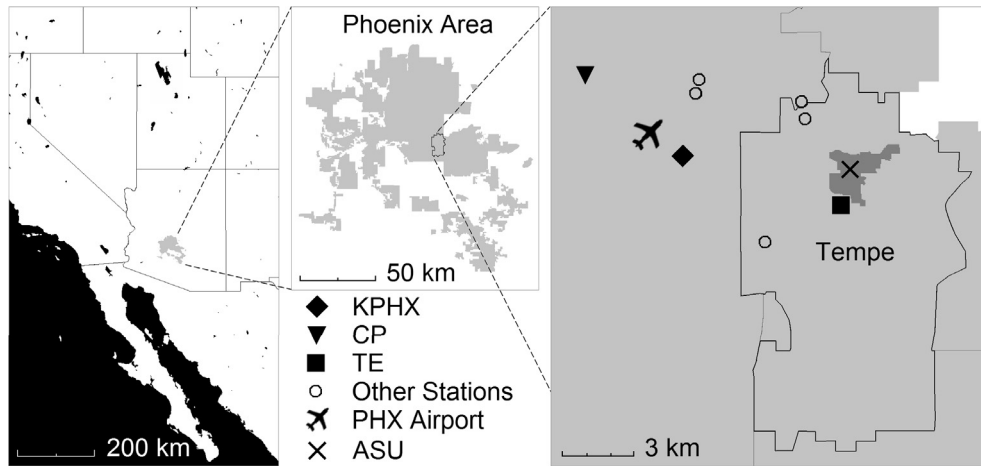 Phoenix Area
50 km
KPHX
CP
TE
Other Stations
PHX Airport
ASU
200 km
Tempe
3 km